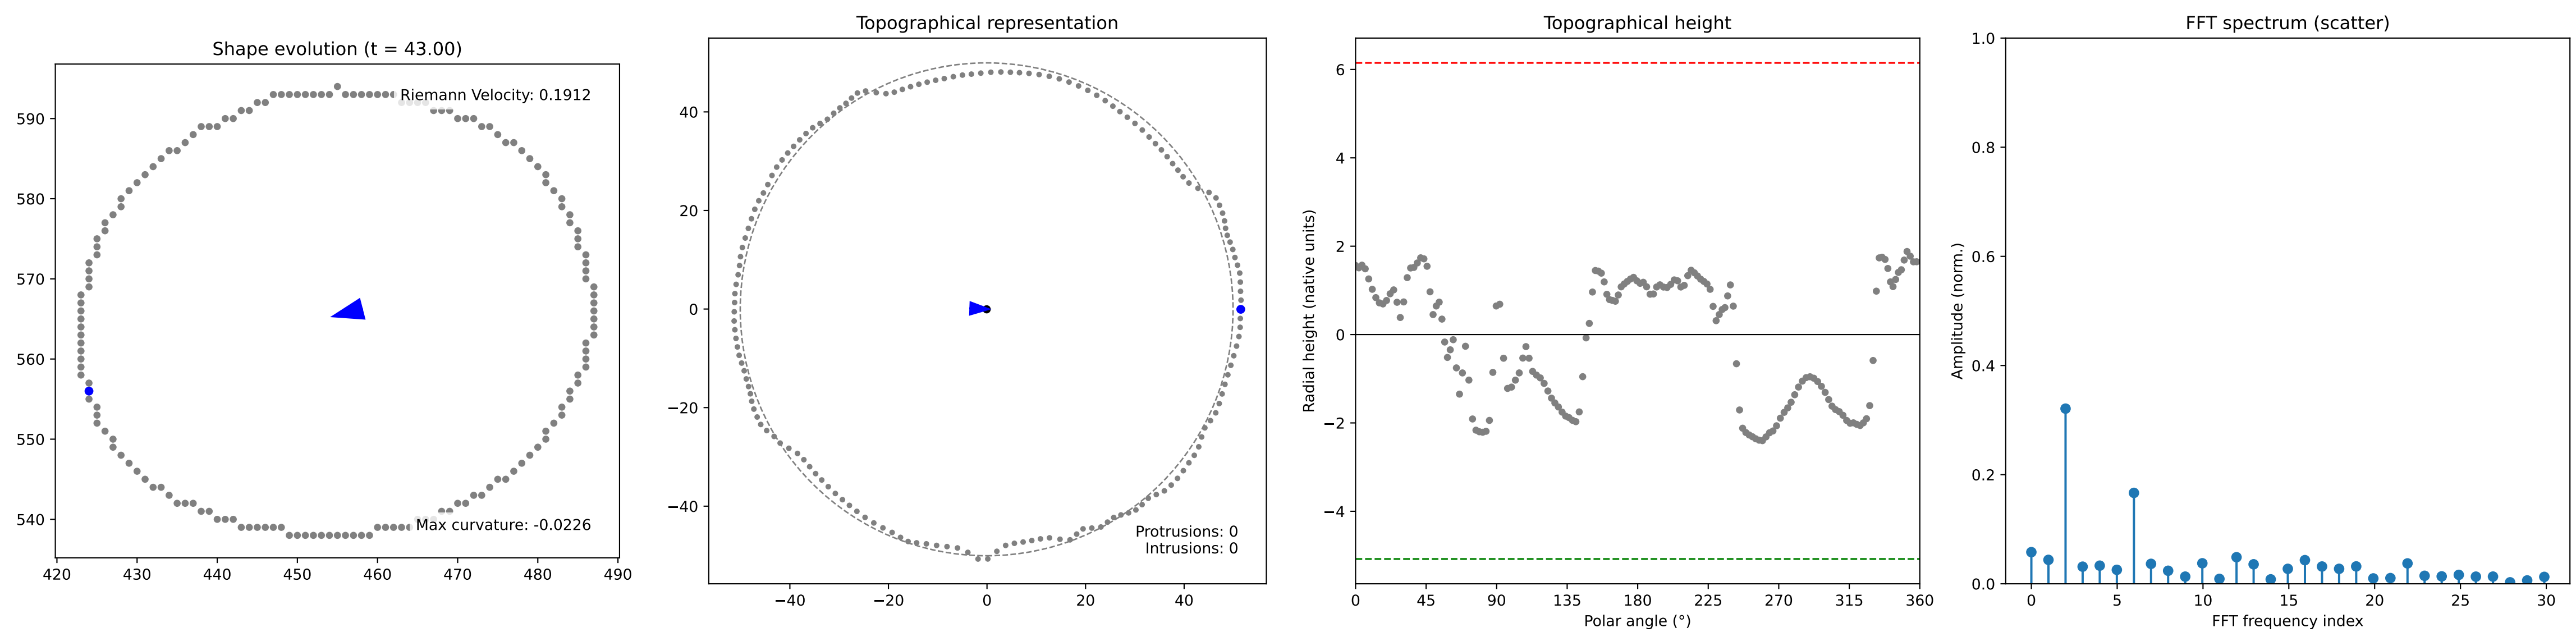 Shape evolution (t = 43.00)
590
580
570
560
550
540
420 430 440 450 460 470 480 490
Riemann Velocity: 0.1912
Max curvature: -0.0226
Topographical representation
40
20
0
−20
−40
−40 −20 0 20 40
Protrusions: 0
Intrusions: 0
Topographical height
Radial height (native units)
6
4
2
0
−2
−4
0 45 90 135 180 225 270 315 360
Polar angle (°)
FFT spectrum (scatter)
Amplitude (norm.)
1.0
0.8
0.6
0.4
0.2
0.0
0 5 10 15 20 25 30
FFT frequency index